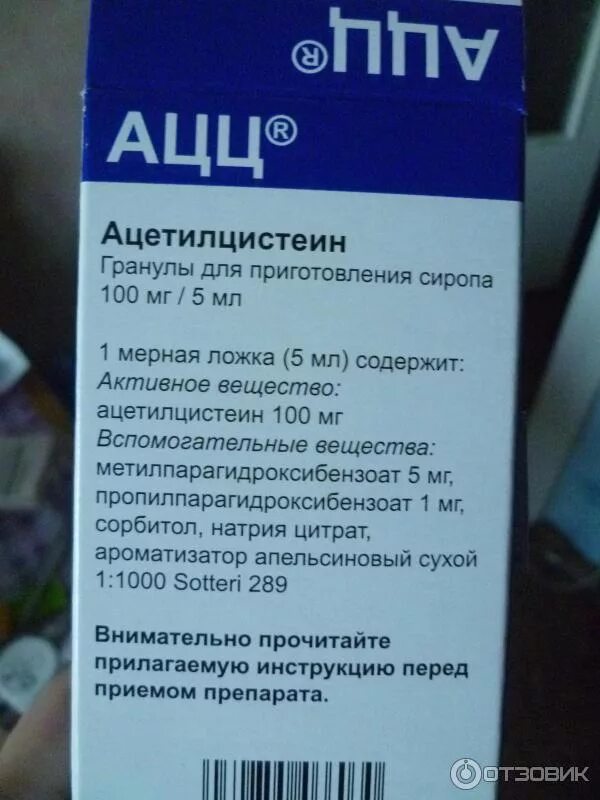 АЦЦ®
АЦЦ®
Ацетилцистеин
Гранулы для приготовления сиропа
100 мг / 5 мл
1 мерная ложка (5 мл) содержит:
Активное вещество:
ацетилцистеин 100 мг
Вспомогательные вещества:
метилпарагидроксибензоат 5 мг,
пропилпарагидроксибензоат 1 мг,
сорбитол, натрия цитрат,
ароматизатор апельсиновый сухой
1:1000 Sotteri 289
Внимательно прочитайте
прилагаемую инструкцию перед
приемом препарата.
ОТЗОВИК